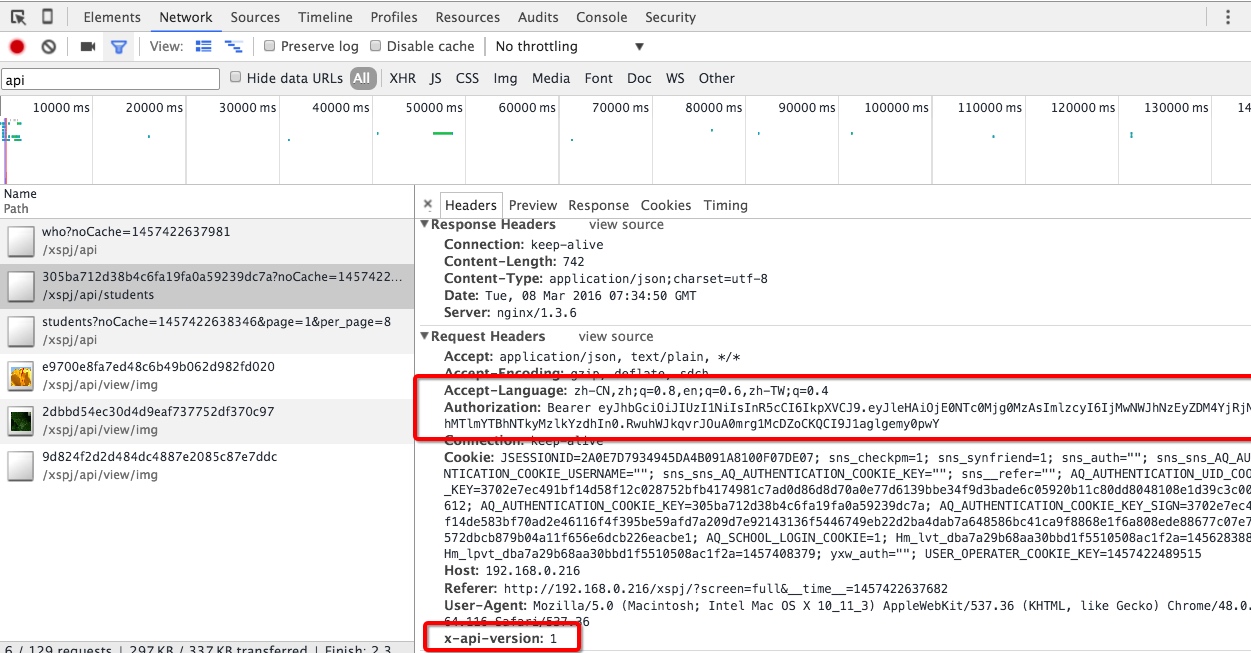 Elements Network Sources Timeline Profiles Resources Audits Console Security
View: Preserve log Disable cache No throttling
api Hide data URLs All XHR JS CSS Img Media Font Doc WS Other
10000 ms 20000 ms 30000 ms 40000 ms 50000 ms 60000 ms 70000 ms 80000 ms 90000 ms 100000 ms 110000 ms 120000 ms 130000 ms 14
Name
Path
who?noCache=1457422637981
/xspj/api
305ba712d38b4c6fa19fa0a59239dc7a?noCache=1457422...
/xspj/api/students
students?noCache=1457422638346&page=1&per_page=8
/xspj/api
e9700e8fa7ed48c6b49b062d982fd020
/xspj/api/view/img
2dbbd54ec30d4d9eaf737752df370c97
/xspj/api/view/img
9d824f2d2d484dc4887e2085c87e7ddc
/xspj/api/view/img
6 / 129 requests | 297 KB / 337 KB transferred | Finish: 2.3
× Headers Preview Response Cookies Timing
▼Response Headers view source
Connection: keep-alive
Content-Length: 742
Content-Type: application/json;charset=utf-8
Date: Tue, 08 Mar 2016 07:34:50 GMT
Server: nginx/1.3.6
▼Request Headers view source
Accept: application/json, text/plain, */*
Accept-Encoding: gzip, deflate, sdch
Accept-Language: zh-CN,zh;q=0.8,en;q=0.6,zh-TW;q=0.4
Authorization: Bearer eyJhbGciOiJIUzI1NiIsInR5cCI6IkpXVCJ9.eyJleHAiOjE0NTc0Mjg0MzAsImlzcyI6IjMwNWJhNzEyZDM4YjRjN
hMTlmYTBhNTkyMzlkYzdhIn0.RwuhWJkqvrJOuA0mrg1McDZoCKQCI9J1aglgemy0pwY
Connection: keep-alive
Cookie: JSESSIONID=2A0E7D7934945DA4B091A8100F07DE07; sns_checkpm=1; sns_synfriend=1; sns_auth=""; sns_sns_AQ_AU
NTICATION_COOKIE_USERNAME=""; sns_sns_AQ_AUTHENTICATION_COOKIE_KEY=""; sns__refer=""; AQ_AUTHENTICATION_UID_COO
_KEY=3702e7ec491bf14d58f12c028752bfb4174981c7ad0d86d8d70a0e77d6139bbe34f9d3bade6c05920b11c80dd8048108e1d39c3c00
612; AQ_AUTHENTICATION_COOKIE_KEY=305ba712d38b4c6fa19fa0a59239dc7a; AQ_AUTHENTICATION_COOKIE_KEY_SIGN=3702e7ec4
f14de583bf70ad2e46116f4f395be59afd7a209d7e92143136f5446749eb22d2ba4dab7a648586bc41ca9f8868e1f6a808ede88677c07e7
572dbcb879b04a11f656e6dcb226eacbe1; AQ_SCHOOL_LOGIN_COOKIE=1; Hm_lvt_dba7a29b68aa30bbd1f5510508ac1f2a=145628388
Hm_lpvt_dba7a29b68aa30bbd1f5510508ac1f2a=1457408379; yxw_auth=""; USER_OPERATER_COOKIE_KEY=1457422489515
Host: 192.168.0.216
Referer: http://192.168.0.216/xspj/?screen=full&__time__=1457422637682
User-Agent: Mozilla/5.0 (Macintosh; Intel Mac OS X 10_11_3) AppleWebKit/537.36 (KHTML, like Gecko) Chrome/48.0.
64.116 Safari/537.36
x-api-version: 1